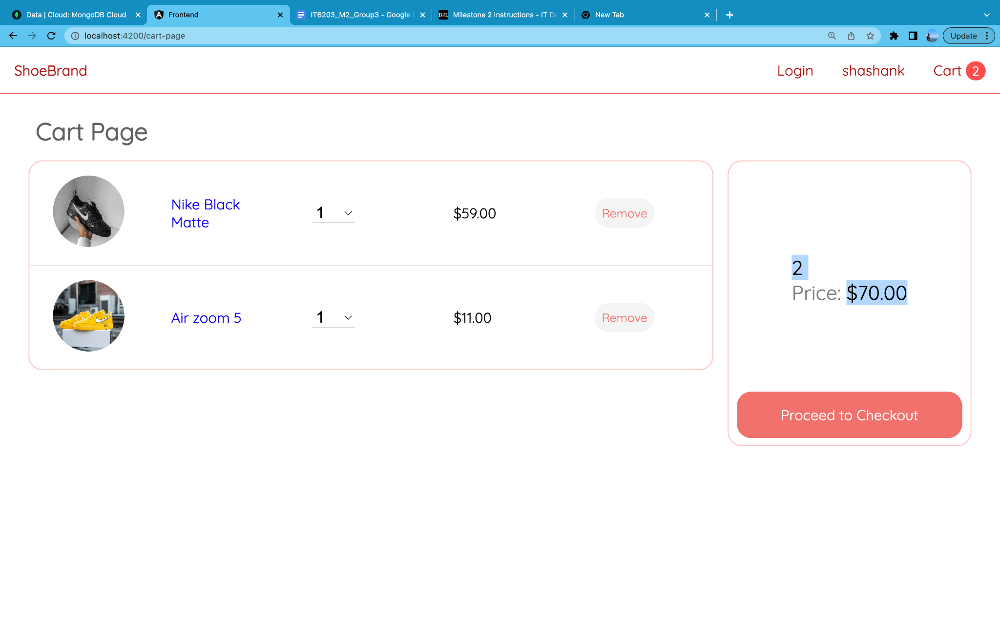 Data | Cloud: MongoDB Cloud
Frontend
IT6203_M2_Group3 - Google
Milestone 2 Instructions - IT
New Tab
localhost:4200/cart-page
Update
ShoeBrand
Login
shashank
Cart 2
Cart Page
Nike Black
Matte
1
$59.00
Remove
Air zoom 5
1
$11.00
Remove
2
Price: $70.00
Proceed to Checkout